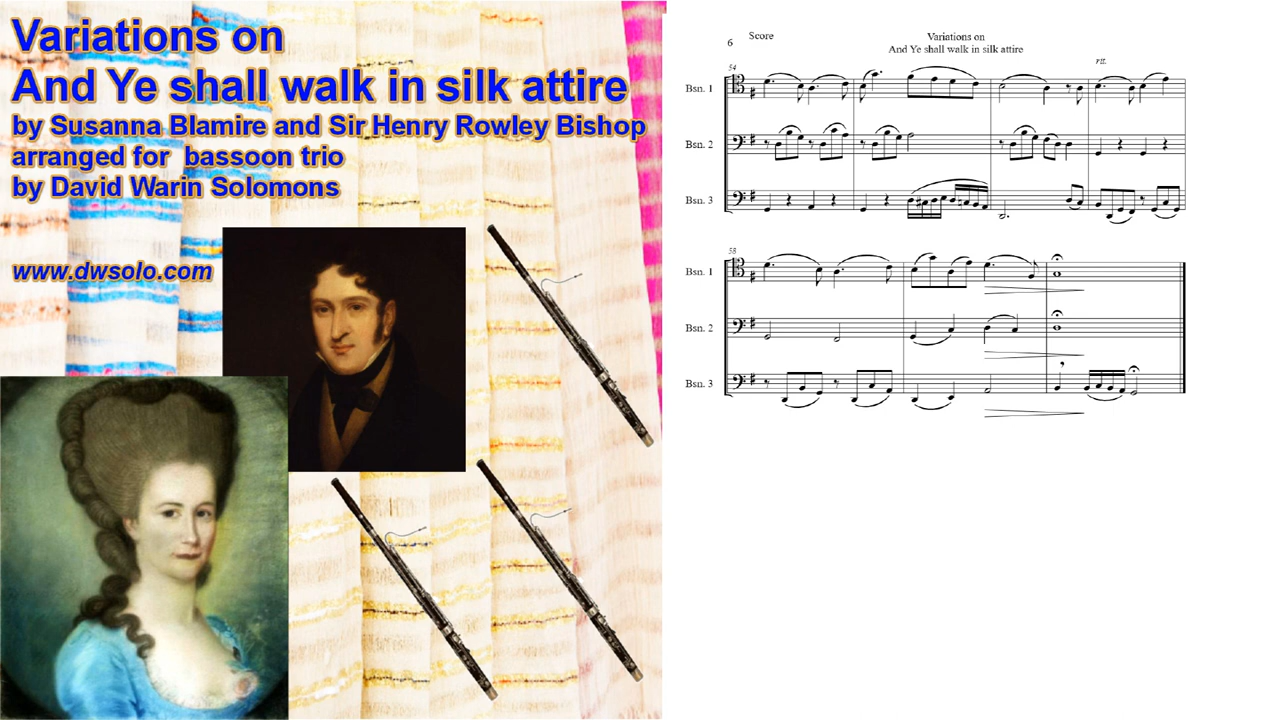 Variations on
And Ye shall walk in silk attire
by Susanna Blamire and Sir Henry Rowley Bishop
arranged for bassoon trio
by David Warin Solomons
www.dwsolo.com
Score
6
Variations on
And Ye shall walk in silk attire
54
rit.
Bsn. 1
Bsn. 2
Bsn. 3
58
Bsn. 1
Bsn. 2
Bsn. 3